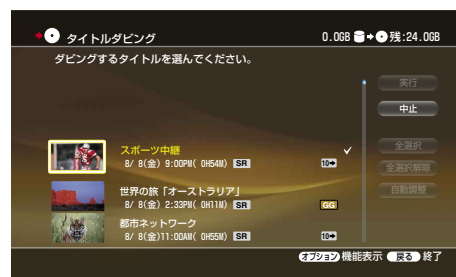 タイトルダビング 0.0GB 残:24.0GB
ダビングするタイトルを選んでください。
実行
中止
スポーツ中継
8/ 8(金) 9:00PM( 0H54M) SR 10
全選択
全選択解除
自動調整
世界の旅「オーストラリア」
8/ 8(金) 2:33PM( 0H11M) SR GG
都市ネットワーク
8/ 8(金)11:00AM( 0H55M) SR 10
オプション 機能表示 戻る 終了